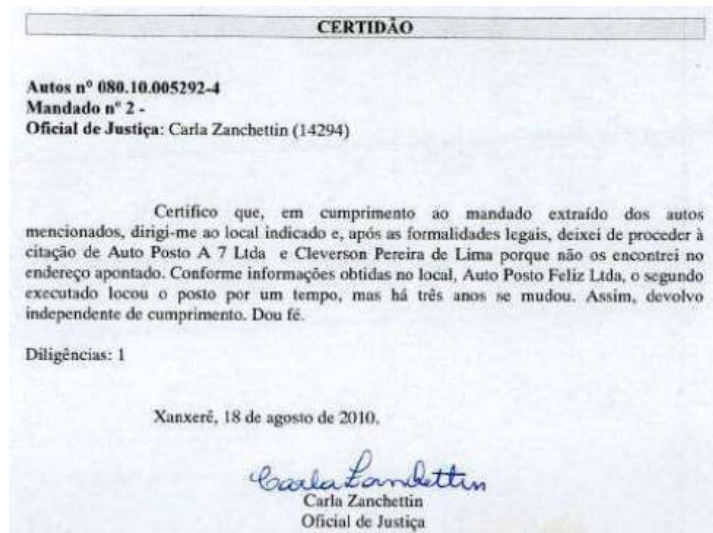 CERTIDÃO
Autos nº 080.10.005292-4
Mandado nº 2 -
Oficial de Justiça: Carla Zanchettin (14294)
Certifico que, em cumprimento ao mandado extraído dos autos
mencionados, dirigi-me ao local indicado e, após as formalidades legais, deixei de proceder à
citação de Auto Posto A 7 Ltda e Cleverson Pereira de Lima porque não os encontrei no
endereço apontado. Conforme informações obtidas no local, Auto Posto Feliz Ltda, o segundo
executado locou o posto por um tempo, mas há três anos se mudou. Assim, devolvo
independente de cumprimento. Dou fé.
Diligências: 1
Xanxerê, 18 de agosto de 2010.
Carla Zanchettin
Carla Zanchettin
Oficial de Justiça